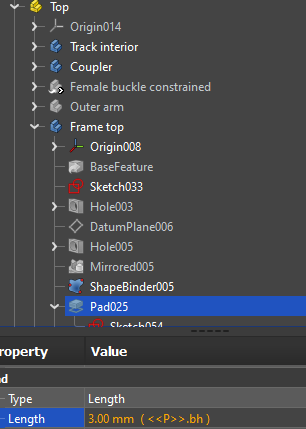 Top
Origin014
Track interior
Coupler
Female buckle constrained
Outer arm
Frame top
Origin008
BaseFeature
Sketch033
Hole003
DatumPlane006
Hole005
Mirrored005
ShapeBinder005
Pad025
Sketch054
roperty Value
ad
Type Length
Length 3.00 mm ( <<P>>.bh )